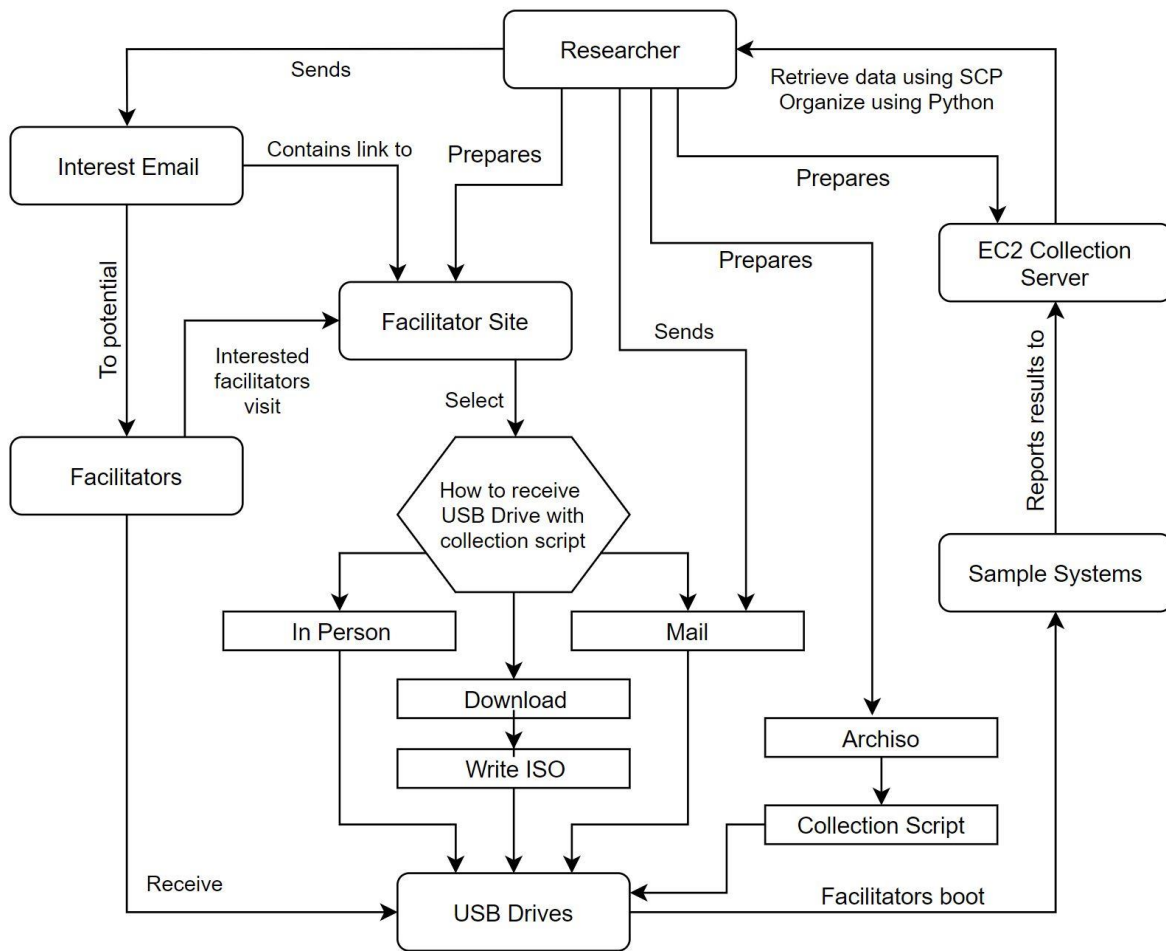 Researcher
Sends
Retrieve data using SCP
Organize using Python
Interest Email
Contains link to
Prepares
Prepares
EC2 Collection
Server
Prepares
To potential
Facilitator Site
Sends
Interested
facilitators
visit
Select
Reports results to
Facilitators
How to receive
USB Drive with
collection script
Sample Systems
In Person
Mail
Download
Archiso
Write ISO
Collection Script
Receive
USB Drives
Facilitators boot